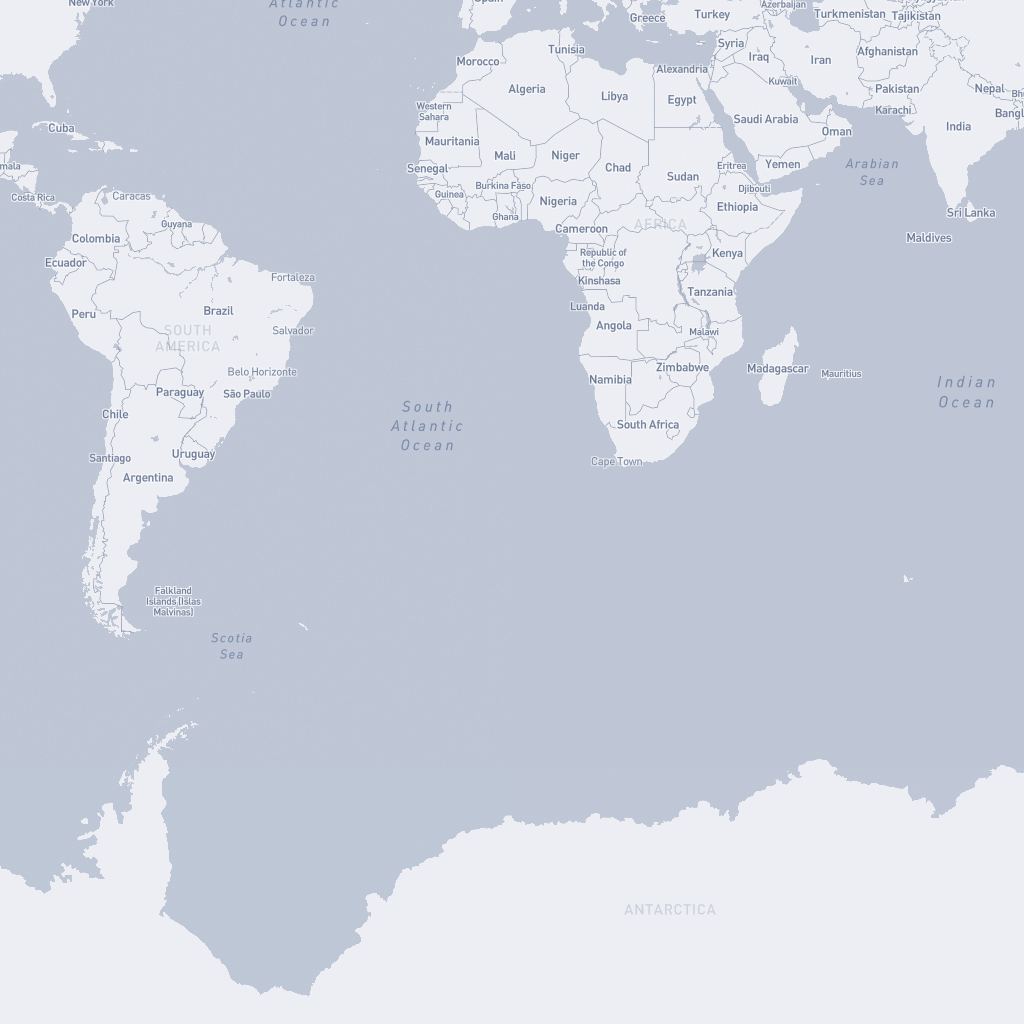 New York
Atlantic
Ocean
Spain
Greece
Turkey
Azerbaijan
Turkmenistan
Tajikistan
Morocco
Tunisia
Syria
Iraq
Iran
Afghanistan
Alexandria
Kuwait
Pakistan
Nepal
Algeria
Libya
Egypt
Karachi
Western
Sahara
Saudi Arabia
Oman
India
Bangl
Cuba
Mauritania
Mali
Niger
Chad
Sudan
Eritrea
Yemen
Arabian
Sea
mala
Senegal
Burkina Faso
Djibouti
Costa Rica
Caracas
Guinea
Ghana
Nigeria
Ethiopia
Sri Lanka
Guyana
Cameroon
AFRICA
Maldives
Colombia
Ecuador
Republic of
the Congo
Kenya
Fortaleza
Kinshasa
Tanzania
Peru
Brazil
Luanda
Angola
Malawi
SOUTH
AMERICA
Salvador
Belo Horizonte
Zimbabwe
Madagascar
Mauritius
Paraguay
São Paulo
Namibia
Indian
Ocean
Chile
South
Atlantic
Ocean
South Africa
Santiago
Uruguay
Cape Town
Argentina
Falkland
Islands (Islas
Malvinas)
Scotia
Sea
ANTARCTICA